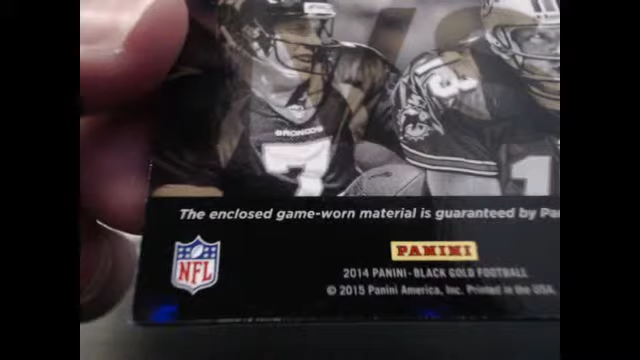 BRONCOS
7
13
1
The enclosed game-worn material is guaranteed by Pa
NFL
PANINI
2014 PANINI - BLACK GOLD FOOTBALL
© 2015 Panini America, Inc. Printed in the USA.